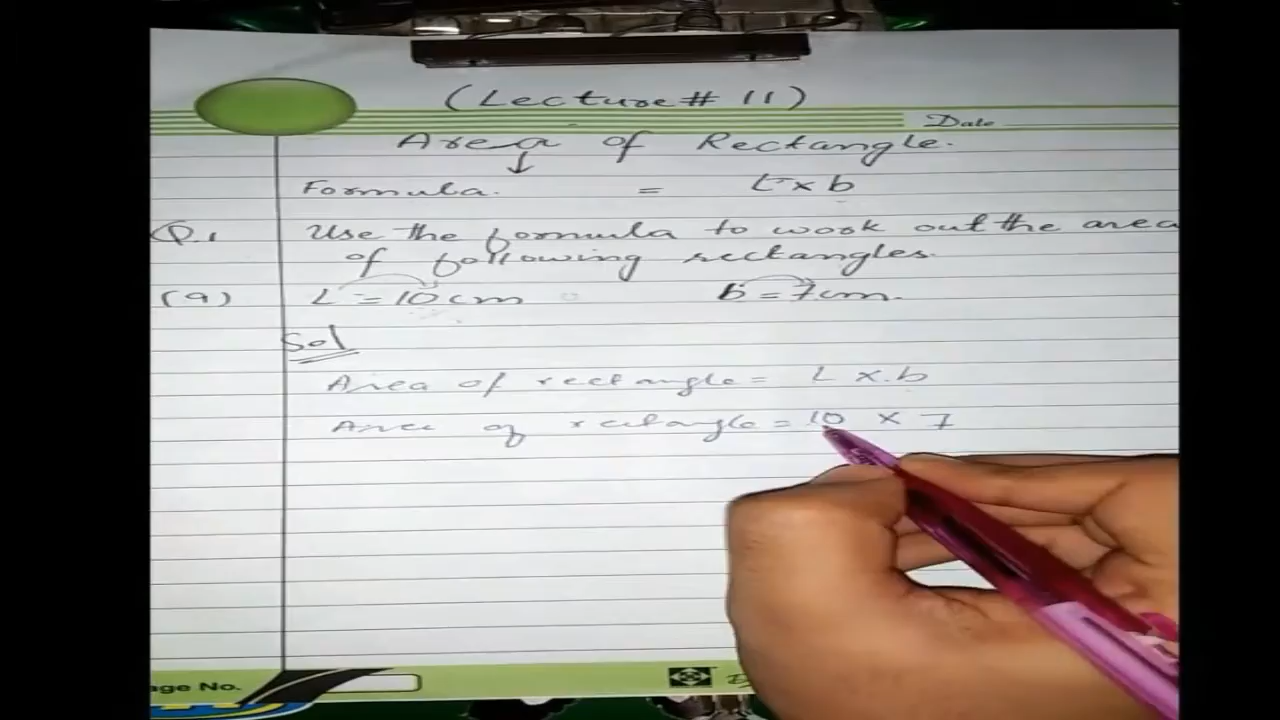 (Lecture# 11)
Date
Area of Rectangle.
Formula. = L x b
Q.1 Use the formula to work out the area
of following rectangles.
(a) L = 10cm b = 7cm.
Sol
Area of rectangle = L x.b
Area of rectangle = 10 x 7
ge No.